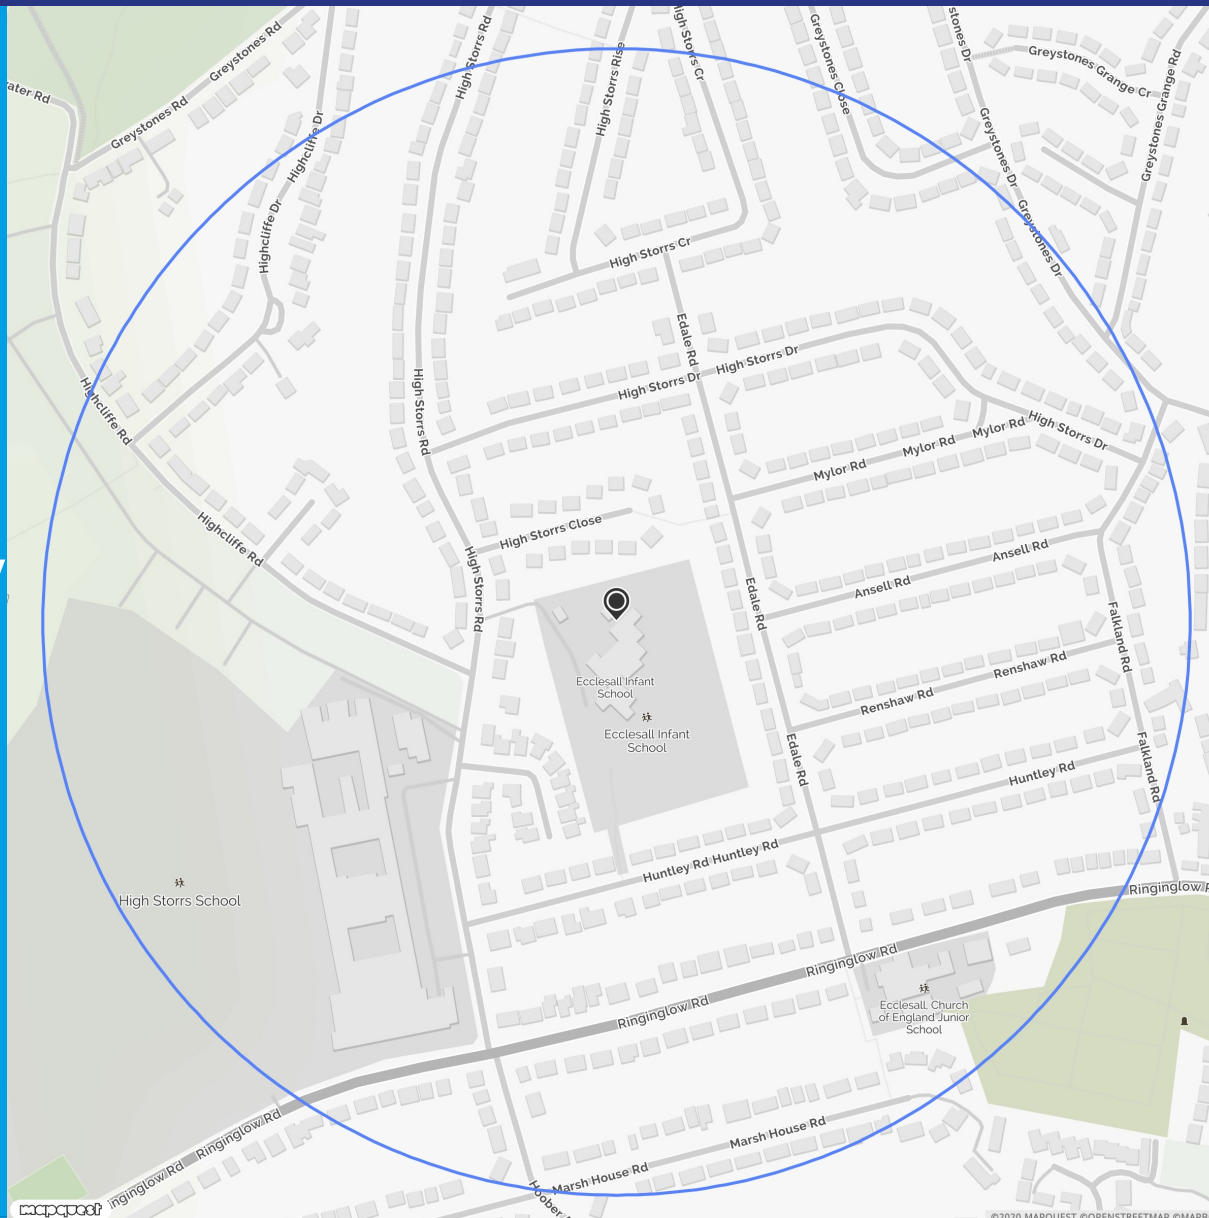 Greystones Rd
Greystones Rd
ater Rd
Highcliffe Dr
Highcliffe Dr
High Storrs Rd
High Storrs Rise
High Storrs Cr
Greystones Close
stones Dr
Greystones Grange Cr
Greystones Grange Rd
Greystones Dr
Greystones Dr
High Storrs Cr
Edale Rd
High Storrs Dr
High Storrs Dr
High Storrs Rd
Highcliffe Rd
Mylor Rd
Mylor Rd
Mylor Rd
High Storrs Dr
Highcliffe Rd
High Storrs Close
High Storrs Rd
Ansell Rd
Ansell Rd
Edale Rd
Falkland Rd
Renshaw Rd
Renshaw Rd
Ecclesall Infant
School
Ecclesall Infant
School
Edale Rd
Huntley Rd
Falkland Rd
Huntley Rd Huntley Rd
High Storrs School
Ringinglow R
Ringinglow Rd
Ringinglow Rd
Ecclesall Church
of England Junior
School
Ringinglow Rd
inginglow Rd
Marsh House Rd
Marsh House Rd
Hoober
mapquest
©2020 MAPQUEST ©OPENSTREETMAP ©MAPB